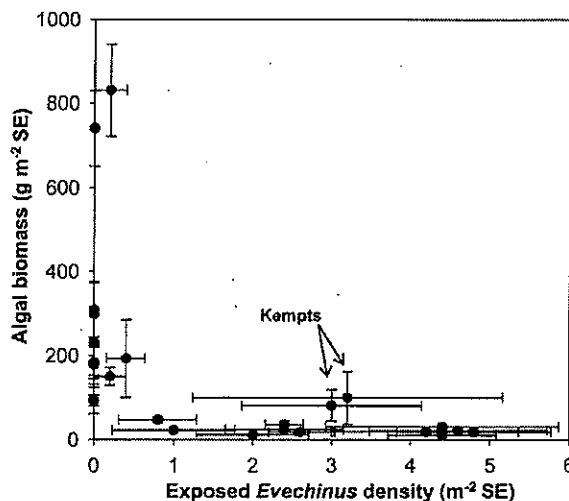 1000
800
600
400
200
0
Algal biomass (g m⁻² SE)
Kempts
0 1 2 3 4 5 6
Exposed Evechinus density (m⁻² SE)